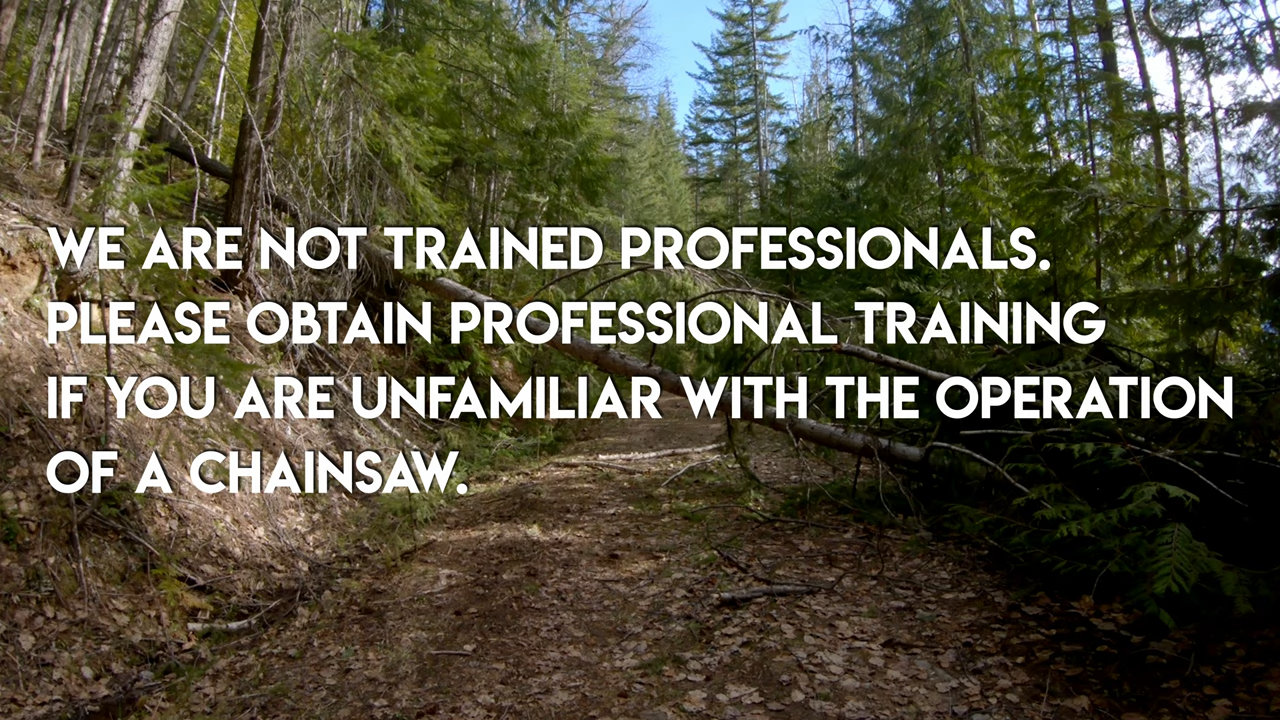 WE ARE NOT TRAINED PROFESSIONALS.
PLEASE OBTAIN PROFESSIONAL TRAINING
IF YOU ARE UNFAMILIAR WITH THE OPERATION
OF A CHAINSAW.